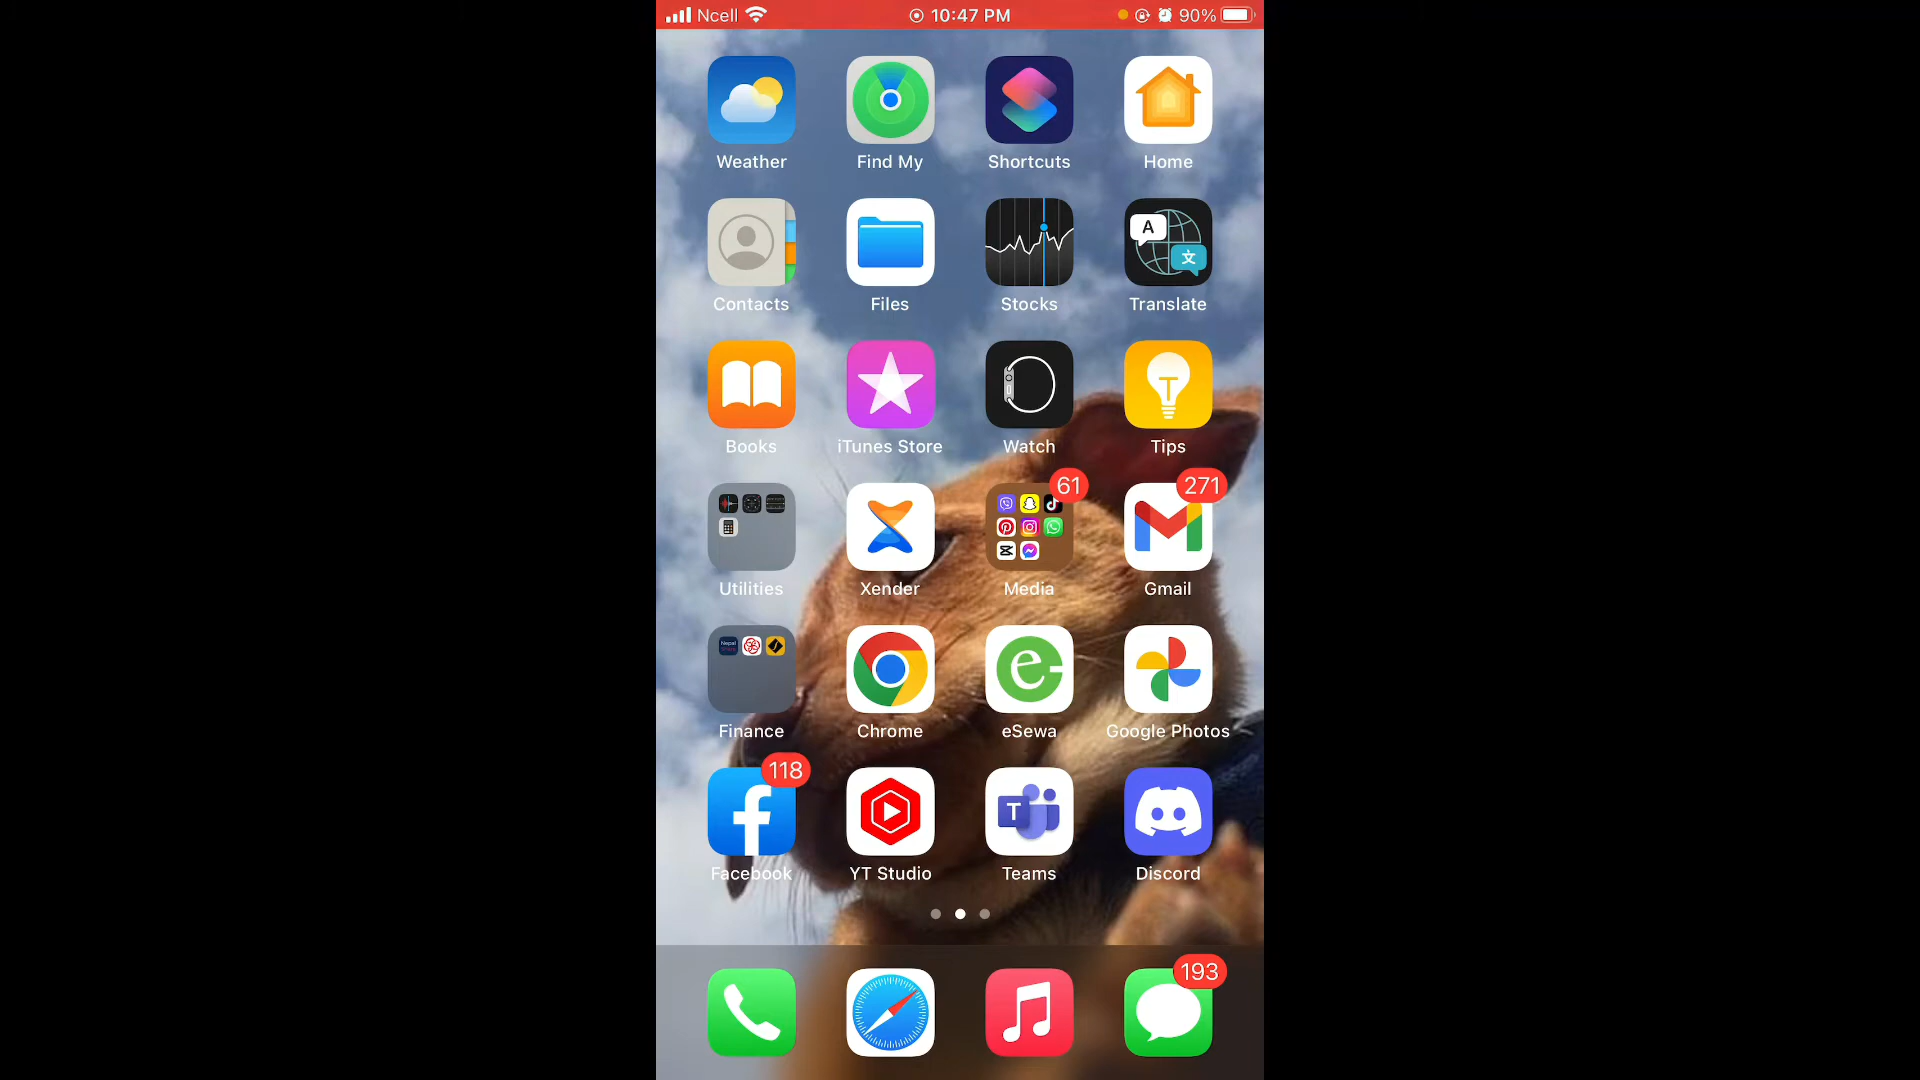 Ncell 10:47 PM 90%
Weather Find My Shortcuts Home
A
文
Contacts Files Stocks Translate
Books iTunes Store Watch Tips
61 271
Utilities Xender Media Gmail
e
Finance Chrome eSewa Google Photos
118
T
Facebook YT Studio Teams Discord
193